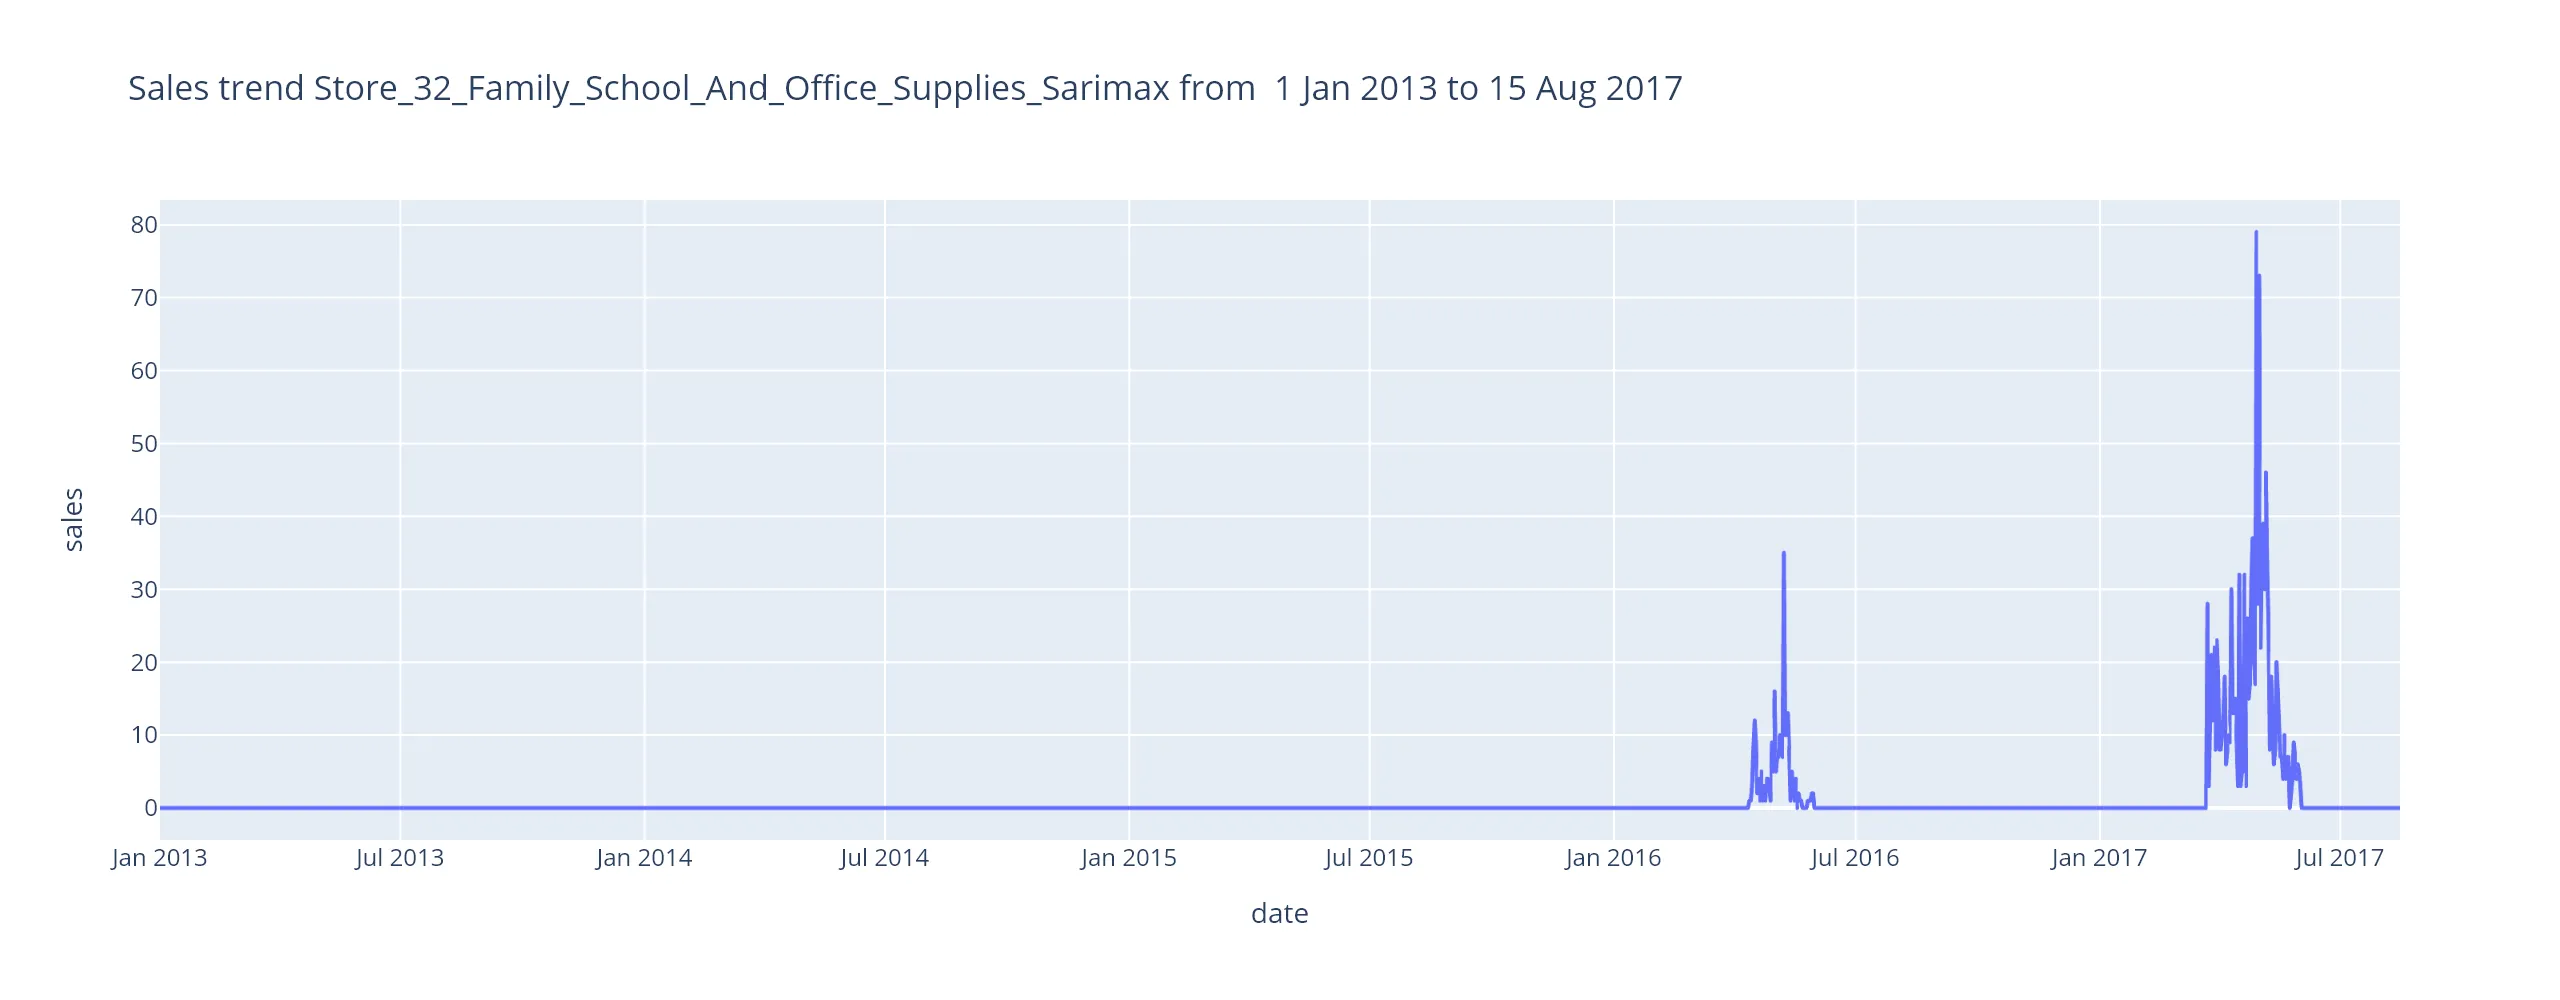 Sales trend Store_32_Family_School_And_Office_Supplies_Sarimax from  1 Jan 2013 to 15 Aug 2017
80
70
60
50
40
30
20
10
0
sales
Jan 2013 Jul 2013 Jan 2014 Jul 2014 Jan 2015 Jul 2015 Jan 2016 Jul 2016 Jan 2017 Jul 2017
date